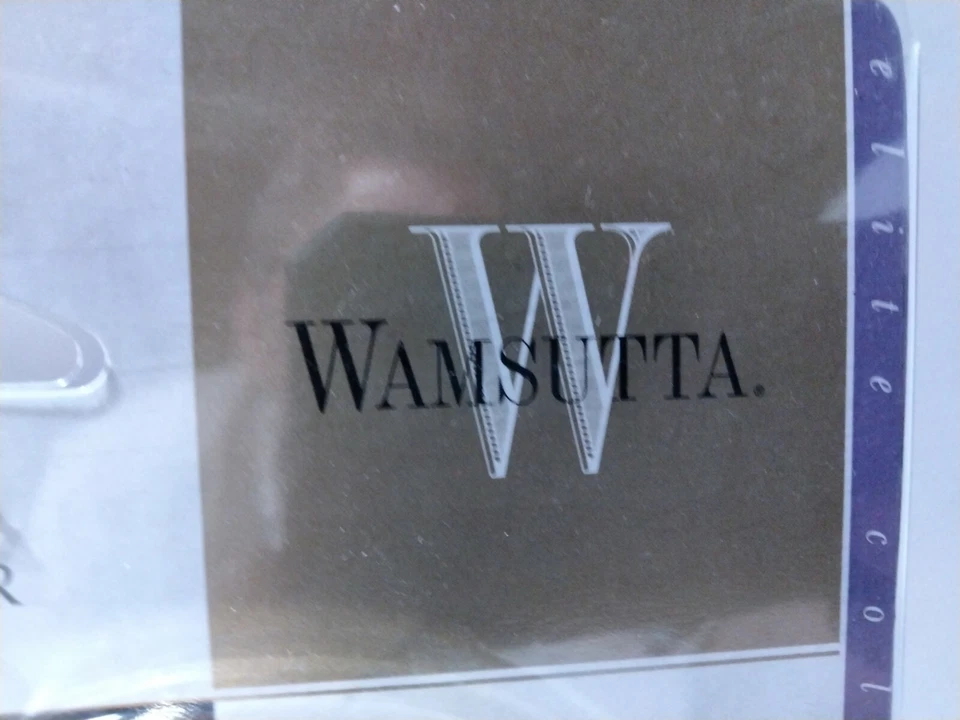 W
WAMSUTTA.
elite col
R